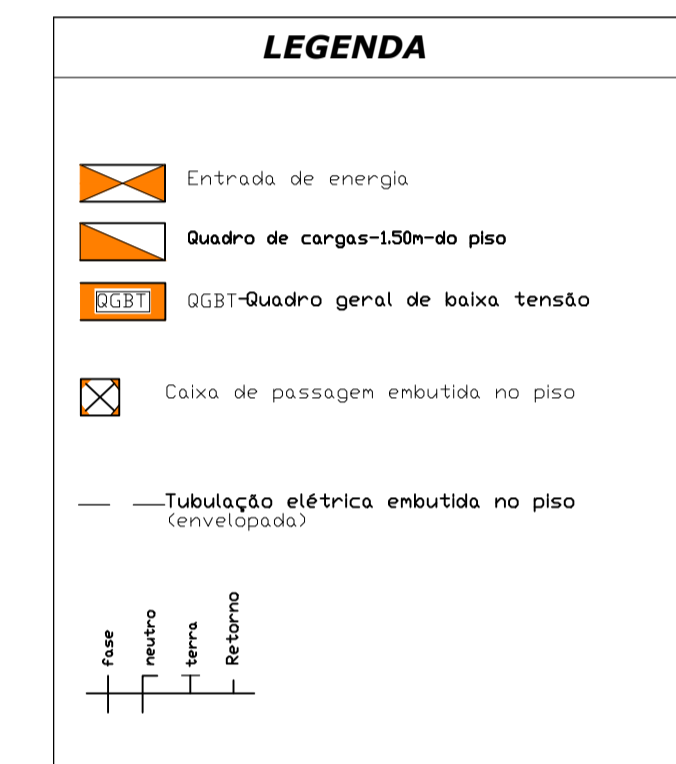 LEGENDA
Entrada de energia
Quadro de cargas-1.50m-do piso
QGBT
QGBT-Quadro geral de baixa tensão
Caixa de passagem embutida no piso
Tubulação elétrica embutida no piso
(envelopada)
fase
neutro
terra
Retorno